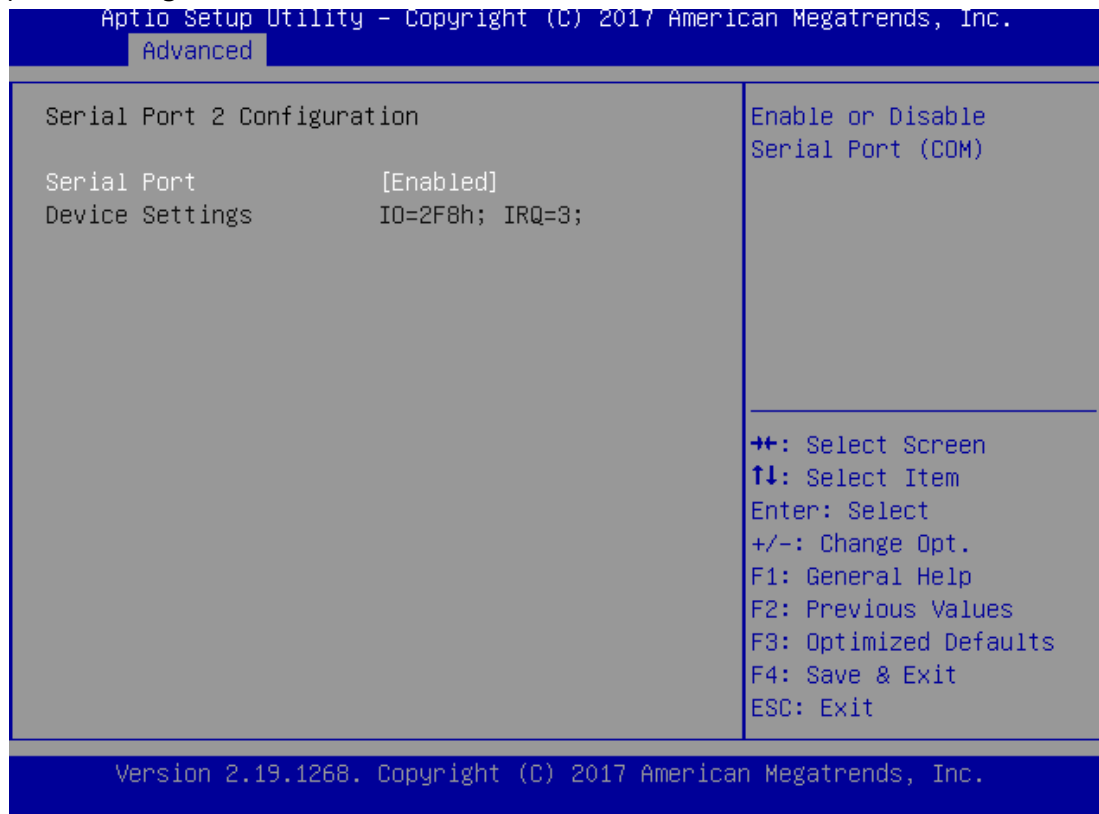 Aptio Setup Utility – Copyright (C) 2017 American Megatrends, Inc.
Advanced
Serial Port 2 Configuration
Serial Port [Enabled]
Device Settings IO=2F8h; IRQ=3;
Enable or Disable
Serial Port (COM)
→←: Select Screen
↑↓: Select Item
Enter: Select
+/-: Change Opt.
F1: General Help
F2: Previous Values
F3: Optimized Defaults
F4: Save & Exit
ESC: Exit
Version 2.19.1268. Copyright (C) 2017 American Megatrends, Inc.